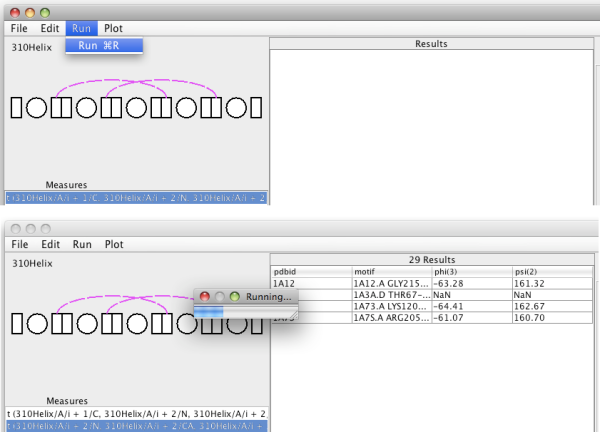 File Edit Run Plot
Run ⌘R
310Helix
Results
Measures
t (310Helix/A/i + 1/C, 310Helix/A/i + 2/N, 310Helix/A/i + 2
File Edit Run Plot
310Helix
29 Results
pdbid motif phi(3) psi(2)
1A12 1A12.A GLY215... -63.28 161.32
1A3A.D THR67-... NaN NaN
1A73.A LYS120... -64.41 162.67
1A7S.A ARG205... -61.07 160.70
Running...
Measures
t (310Helix/A/i + 1/C, 310Helix/A/i + 2/N, 310Helix/A/i + 2
t (310Helix/A/i + 2/N, 310Helix/A/i + 2/CA, 310Helix/A/i +